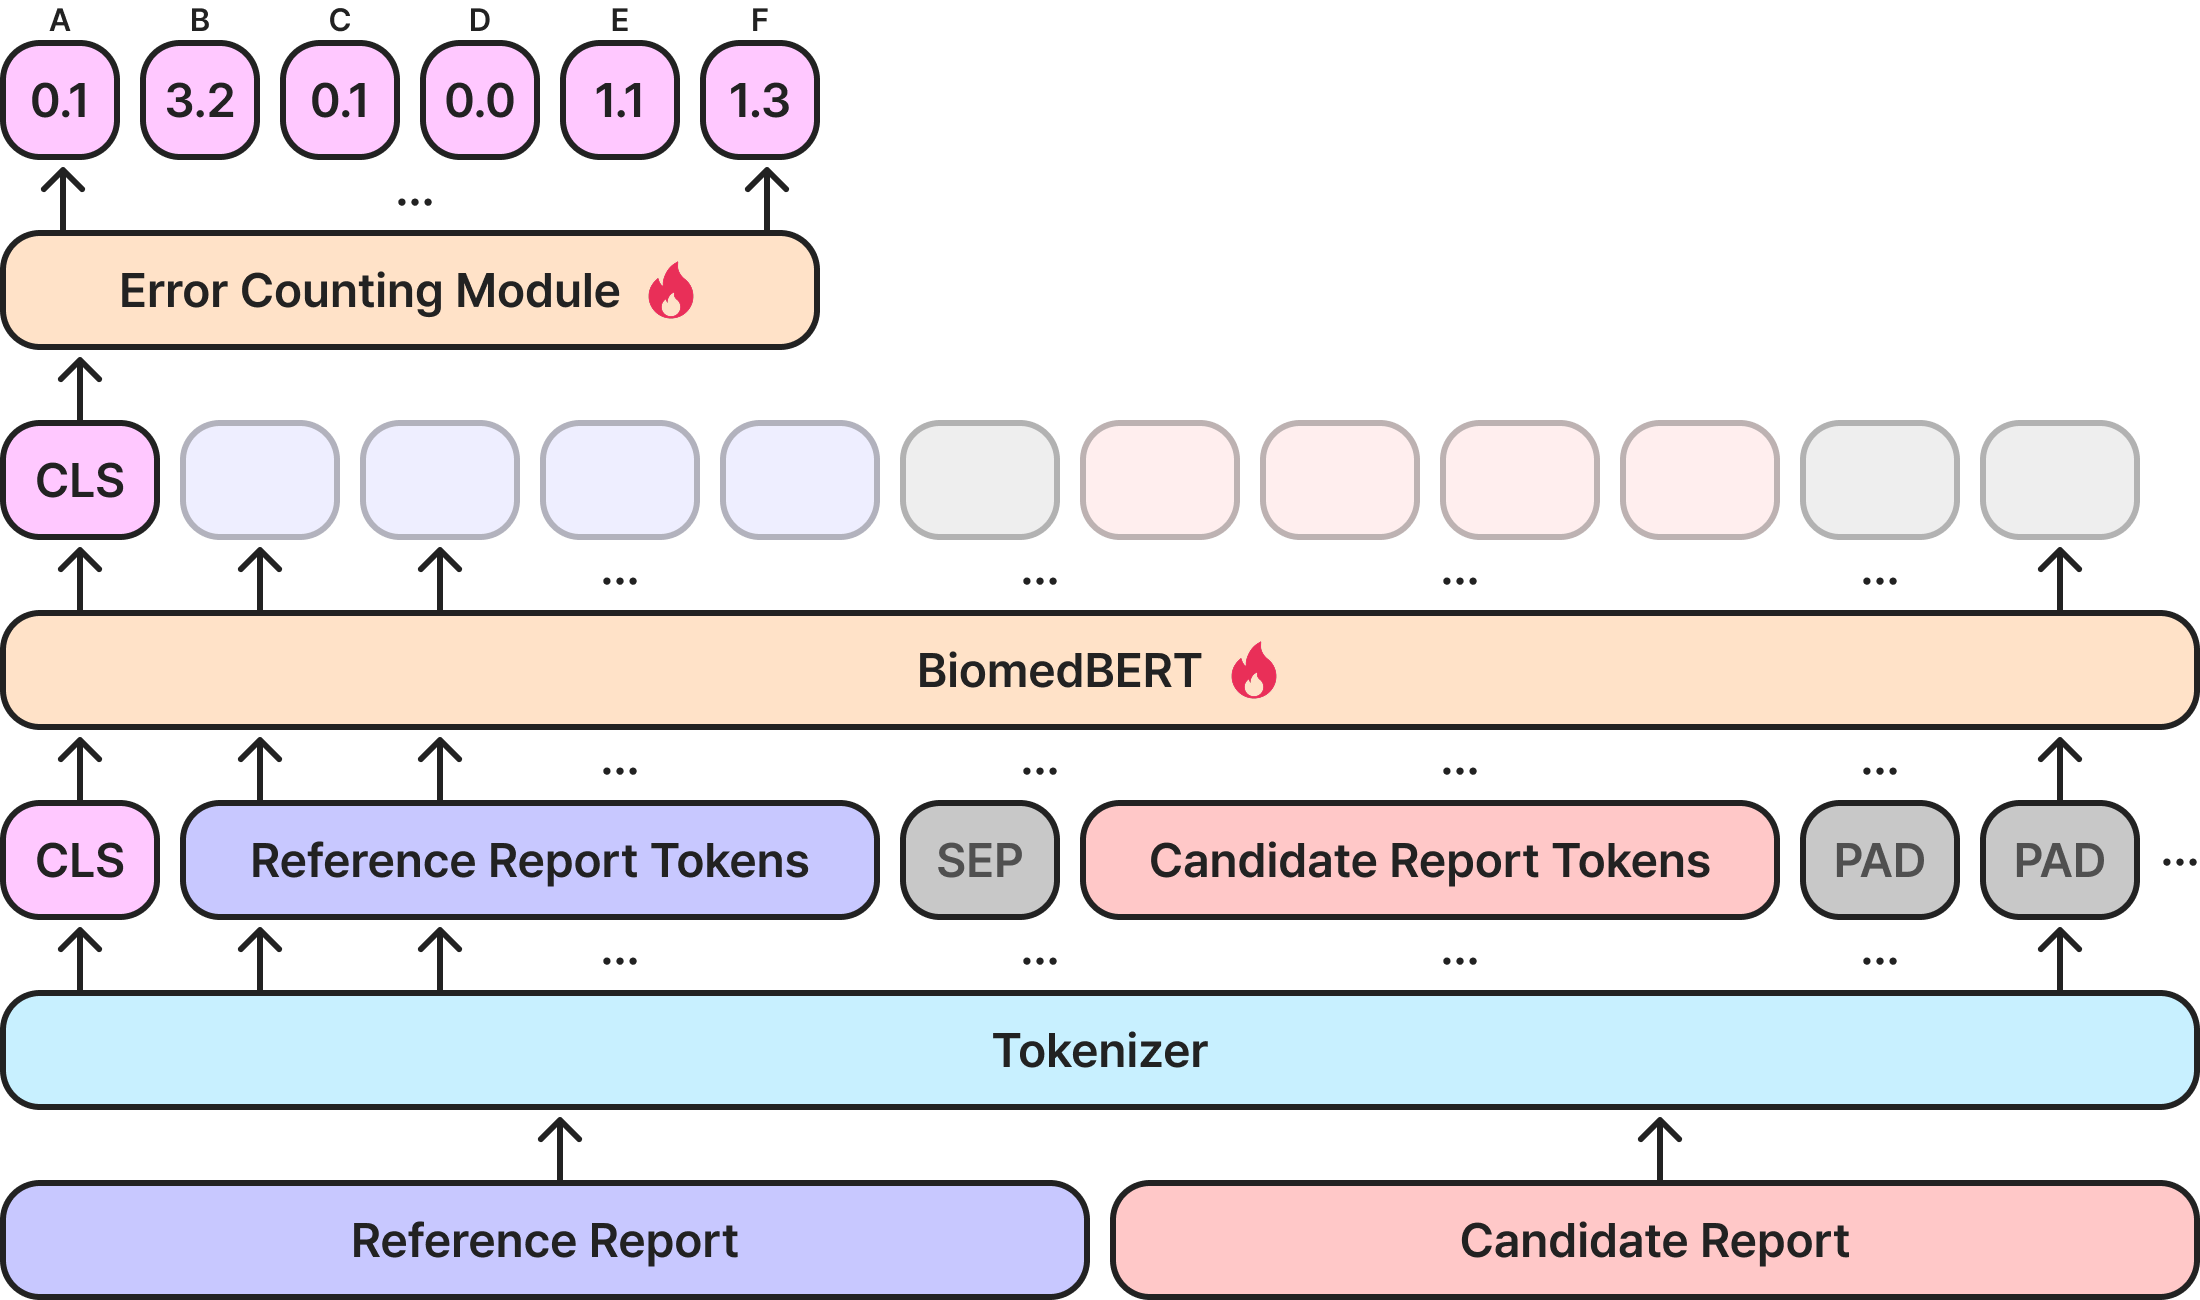 A B C D E F
0.1 3.2 0.1 0.0 1.1 1.3
...
Error Counting Module
CLS
... ... ... ...
BiomedBERT
... ... ... ...
CLS Reference Report Tokens SEP Candidate Report Tokens PAD PAD ...
... ... ... ...
Tokenizer
Reference Report Candidate Report